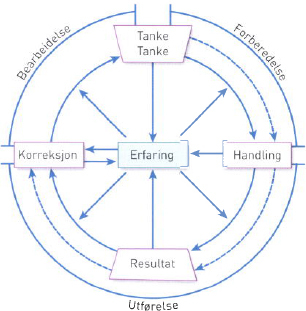 Bearbeidelse
Forberedelse
Tanke
Tanke
Korreksjon
Erfaring
Handling
Resultat
Utførelse